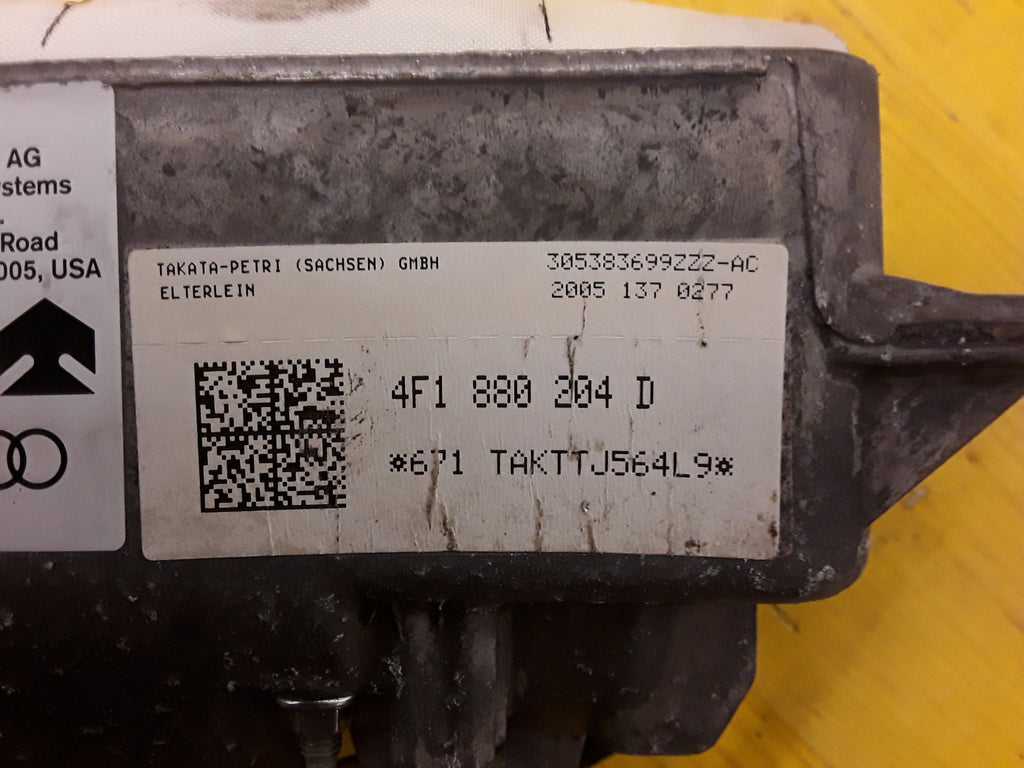 AG
ystems
.
Road
005, USA
TAKATA-PETRI (SACHSEN) GMBH
ELTERLEIN
305383699ZZZ-AC
2005 137 0277
4F1 880 204 D
*671 TAKTTJ564L9*